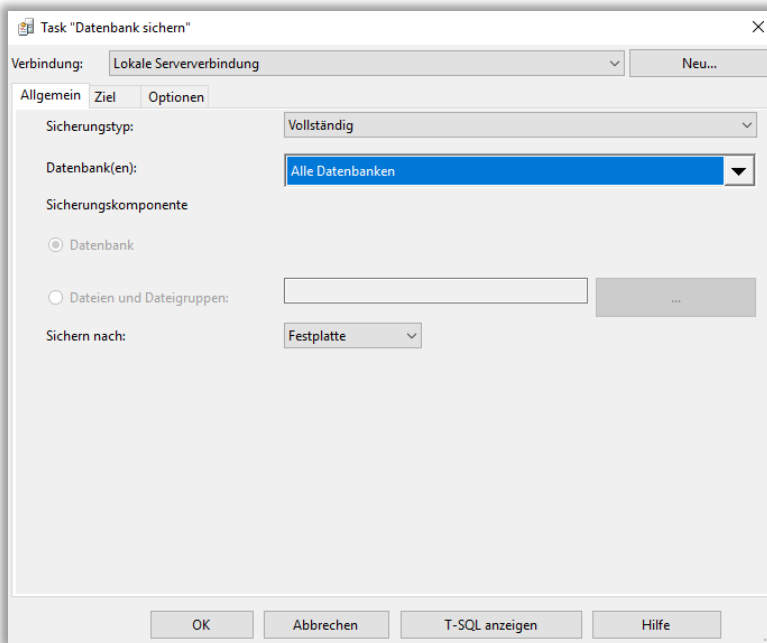 Task "Datenbank sichern"
Verbindung: Lokale Serververbindung Neu...
Allgemein Ziel Optionen
Sicherungstyp: Vollständig
Datenbank(en): Alle Datenbanken
Sicherungskomponente
Datenbank
Dateien und Dateigruppen: ...
Sichern nach: Festplatte
OK Abbrechen T-SQL anzeigen Hilfe